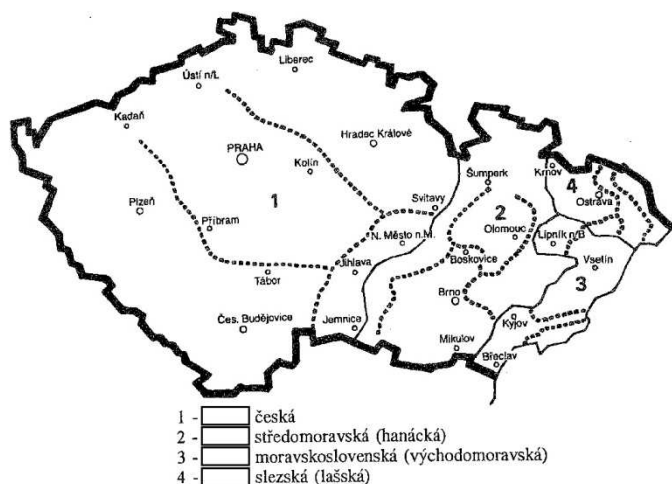 Liberec
Ústí n/L
Kadaň
Hradec Králové
PRAHA
Kolín
Krnov
4
Šumperk
Ostrava
Plzeň
1
Svitavy
2
Příbram
Olomouc
N. Město n.M.
Lipník n/B
Boskovice
Vsetín
Jihlava
Tábor
3
Brno
Čes. Budějovice
Jemnice
Kyjov
Mikulov
Břeclav
1 - česká
2 - středomoravská (hanácká)
3 - moravskoslovenská (východomoravská)
4 - slezská (lašská)